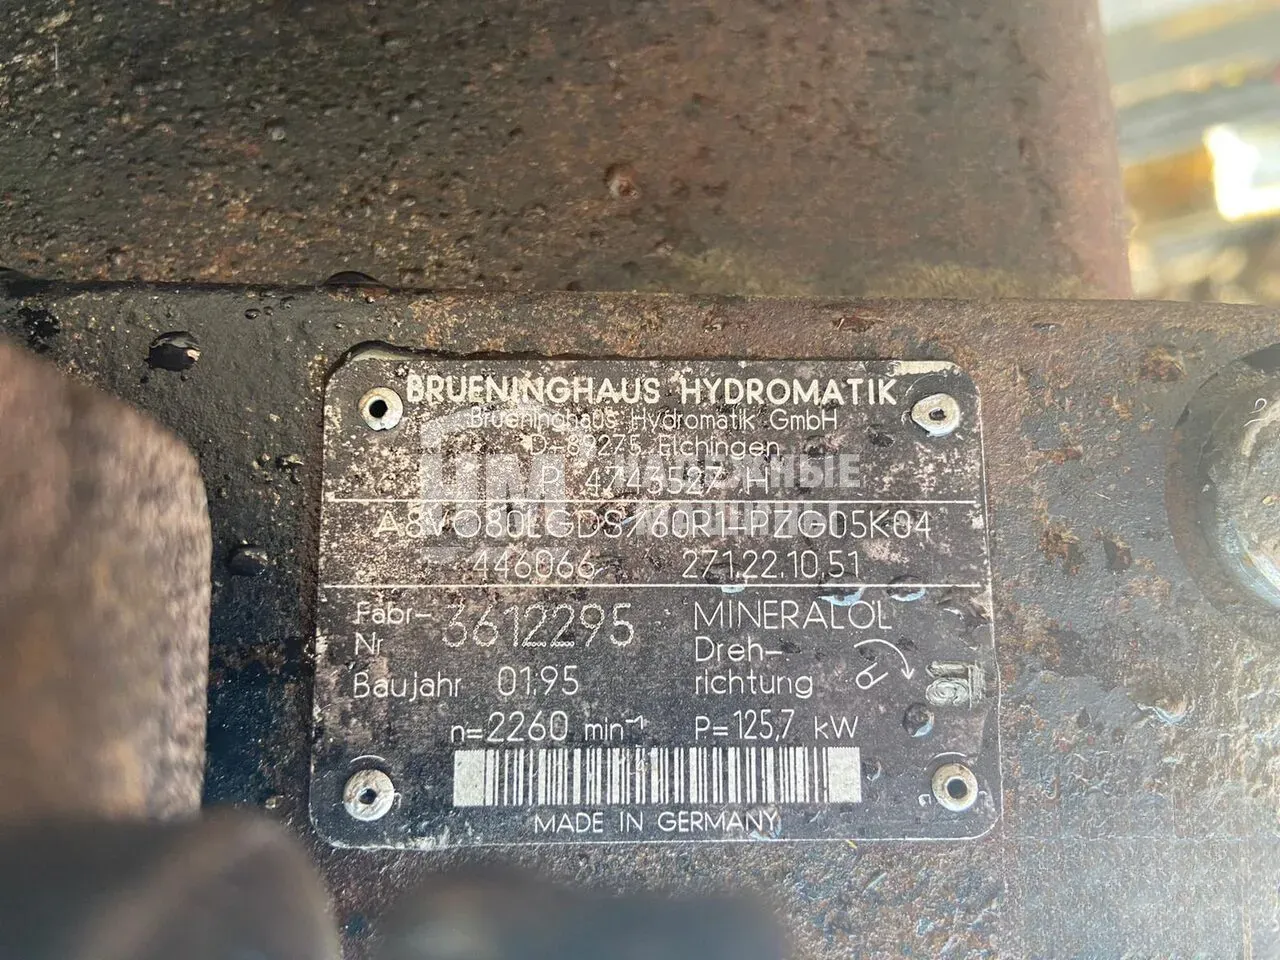 BRUENINGHAUS HYDROMATIK
Brueninghaus Hydromatik GmbH
D-89275 Elchingen
P 4743527 H
A8VO80LGDS/60R1-PZG05K04
446066 271.22.10.51
Fabr-Nr 3612295
MINERALÖL
Baujahr 01.95
Dreh-
richtung
n=2260 min⁻¹ P=125,7 kW
MADE IN GERMANY